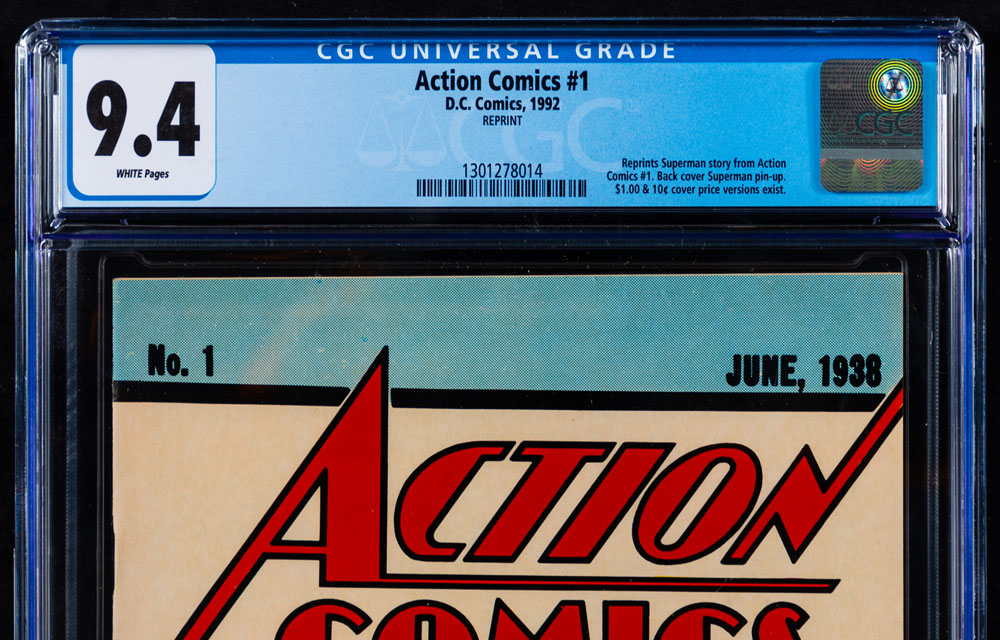 CGC UNIVERSAL GRADE
9.4
WHITE Pages
Action Comics #1
D.C. Comics, 1992
REPRINT
CGC
1301278014
Reprints Superman story from Action
Comics #1. Back cover Superman pin-up.
$1.00 & 10¢ cover price versions exist.
CGC
No. 1
JUNE, 1938
ACTION
COMICS